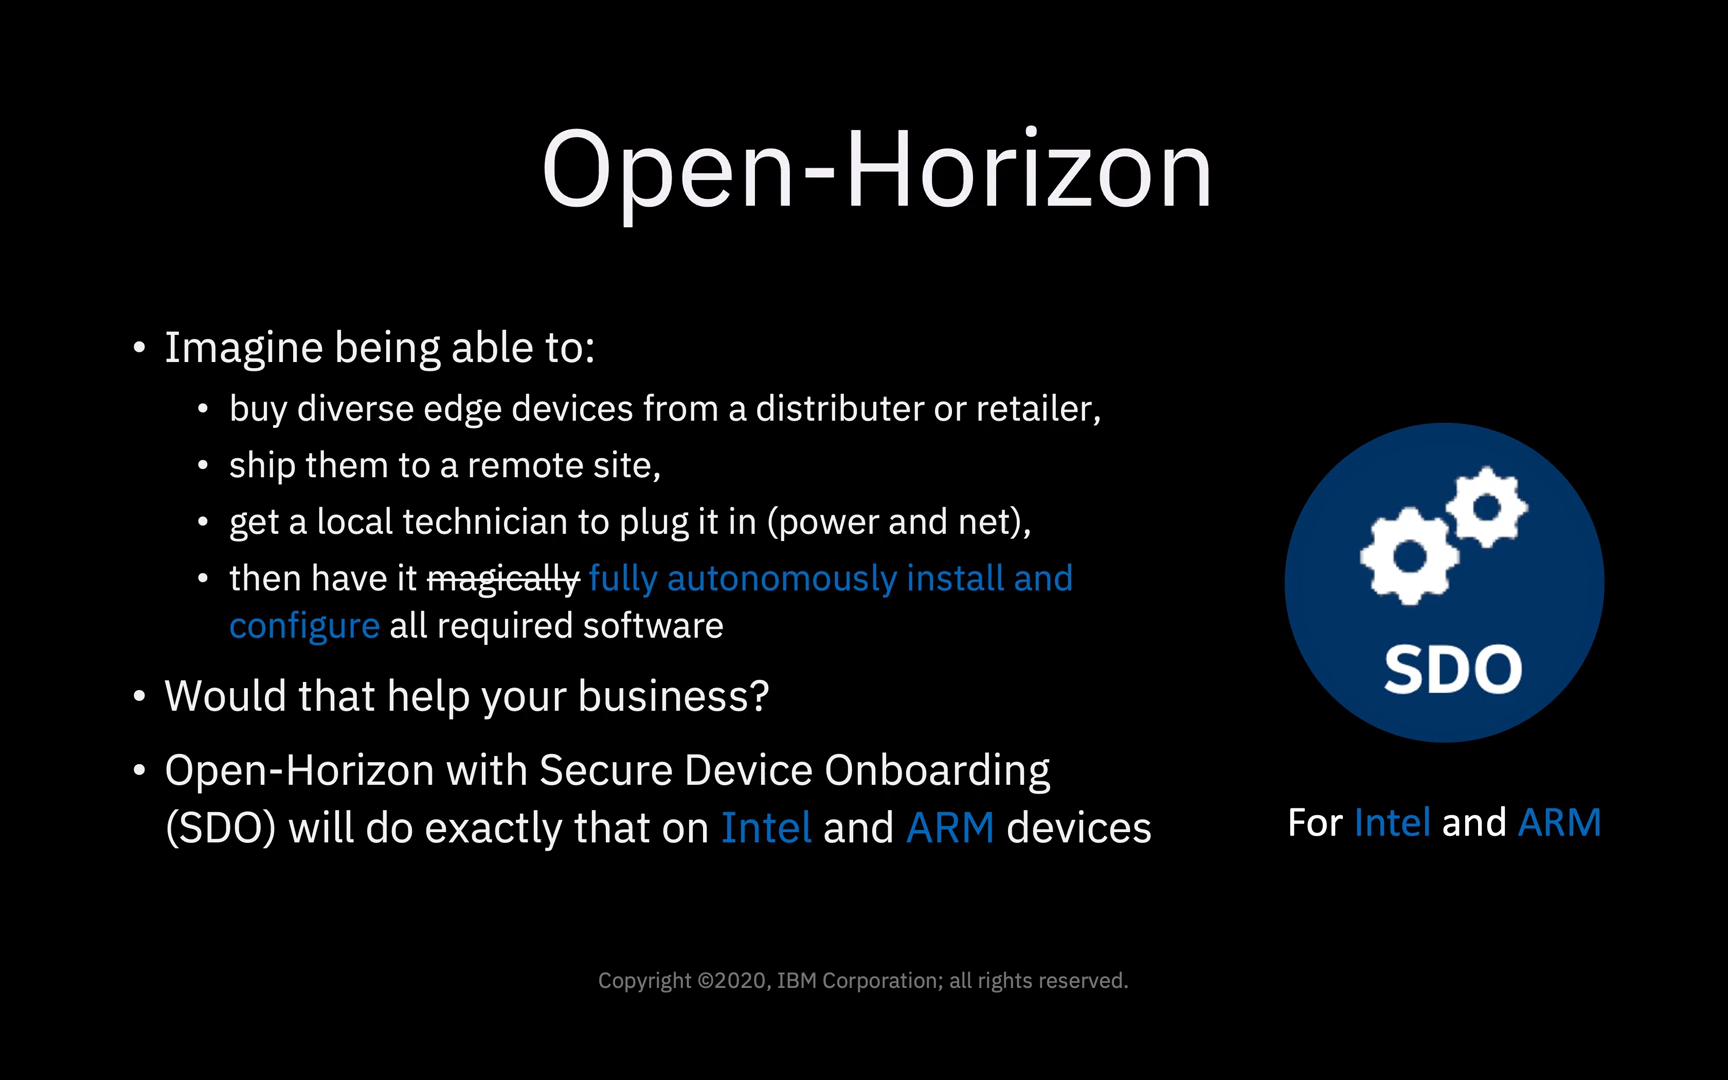 Open-Horizon
• Imagine being able to:
• buy diverse edge devices from a distributer or retailer,
• ship them to a remote site,
• get a local technician to plug it in (power and net),
• then have it magically fully autonomously install and
configure all required software
• Would that help your business?
• Open-Horizon with Secure Device Onboarding
(SDO) will do exactly that on Intel and ARM devices
SDO
For Intel and ARM
Copyright ©2020, IBM Corporation; all rights reserved.